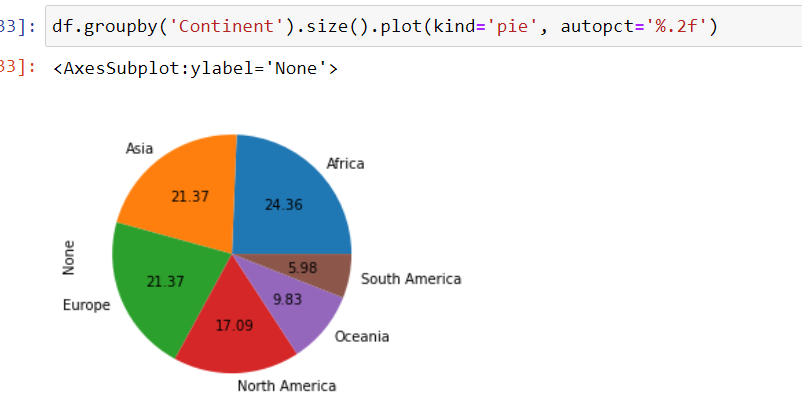 33]: df.groupby('Continent').size().plot(kind='pie', autopct='%.2f')
33]: <AxesSubplot:ylabel='None'>
Asia
Africa
21.37
24.36
None
21.37
5.98
South America
9.83
Europe
17.09
Oceania
North America